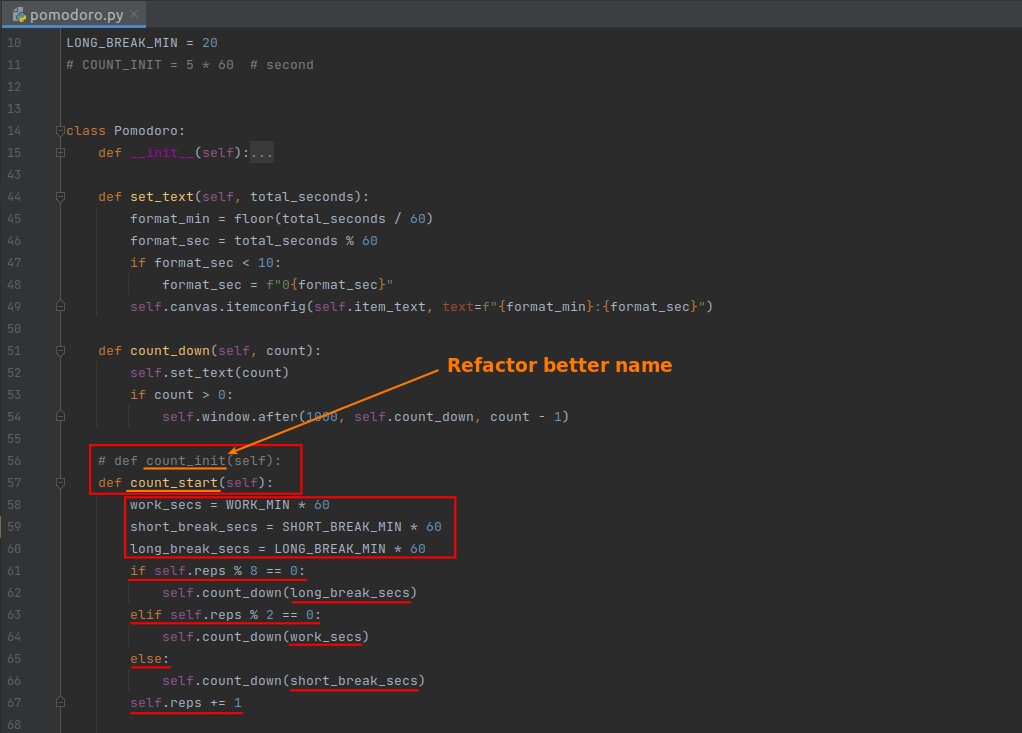 pomodoro.py ×
10 LONG_BREAK_MIN = 20
11 # COUNT_INIT = 5 * 60  # second
12
13
14 class Pomodoro:
15     def __init__(self):...
43
44     def set_text(self, total_seconds):
45         format_min = floor(total_seconds / 60)
46         format_sec = total_seconds % 60
47         if format_sec < 10:
48             format_sec = f"0{format_sec}"
49         self.canvas.itemconfig(self.item_text, text=f"{format_min}:{format_sec}")
50
51     def count_down(self, count):
Refactor better name
52         self.set_text(count)
53         if count > 0:
54             self.window.after(1000, self.count_down, count - 1)
55
56     # def count_init(self):
57     def count_start(self):
58         work_secs = WORK_MIN * 60
59         short_break_secs = SHORT_BREAK_MIN * 60
60         long_break_secs = LONG_BREAK_MIN * 60
61         if self.reps % 8 == 0:
62             self.count_down(long_break_secs)
63         elif self.reps % 2 == 0:
64             self.count_down(work_secs)
65         else:
66             self.count_down(short_break_secs)
67         self.reps += 1
68